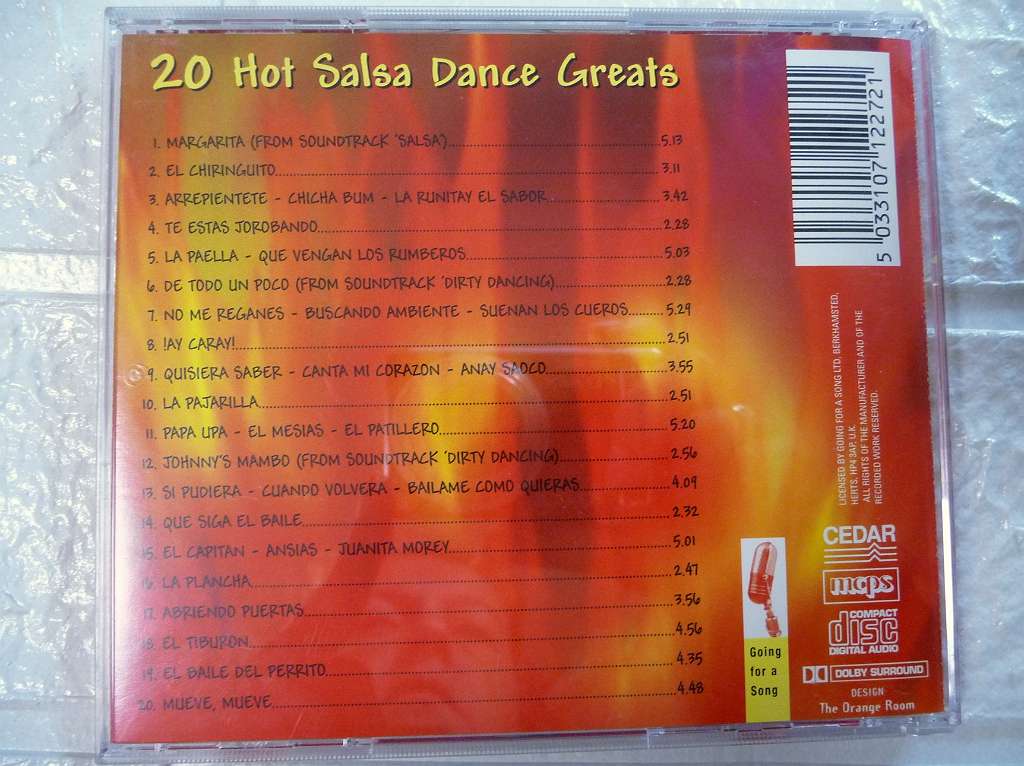 20 Hot Salsa Dance Greats
1. MARGARITA (FROM SOUNDTRACK 'SALSA') 5.13
2. EL CHIRINGUITO 3.11
3. ARREPIENTETE - CHICHA BUM - LA RUNITAY EL SABOR 3.42
4. TE ESTAS JOROBANDO 2.28
5. LA PAELLA - QUE VENGAN LOS RUMBEROS 5.03
6. DE TODO UN POCO (FROM SOUNDTRACK 'DIRTY DANCING) 2.28
7. NO ME REGANES - BUSCANDO AMBIENTE - SUENAN LOS CUEROS 5.29
8. !AY CARAY! 2.51
9. QUISIERA SABER - CANTA MI CORAZON - ANAY SAOCO 3.55
10. LA PAJARILLA 2.51
11. PAPA UPA - EL MESIAS - EL PATILLERO 5.20
12. JOHNNY'S MAMBO (FROM SOUNDTRACK 'DIRTY DANCING) 2.56
13. SI PUDIERA - CUANDO VOLVERA - BAILAME COMO QUIERAS 4.09
14. QUE SIGA EL BAILE 2.32
15. EL CAPITAN - ANSIAS - JUANITA MOREY 5.01
16. LA PLANCHA 2.47
17. ABRIENDO PUERTAS 3.56
18. EL TIBURON 4.56
19. EL BAILE DEL PERRITO 4.35
20. MUEVE, MUEVE 4.48
5 033107 122721
LICENSED BY GOING FOR A SONG LTD, BERKHAMSTED,
HERTS. HP4 3AP. U.K.
ALL RIGHTS OF THE MANUFACTURER AND OF THE
RECORDED WORK RESERVED.
CEDAR
mcps
COMPACT
disc
DIGITAL AUDIO
DOLBY SURROUND
DESIGN
The Orange Room
Going
for a
Song